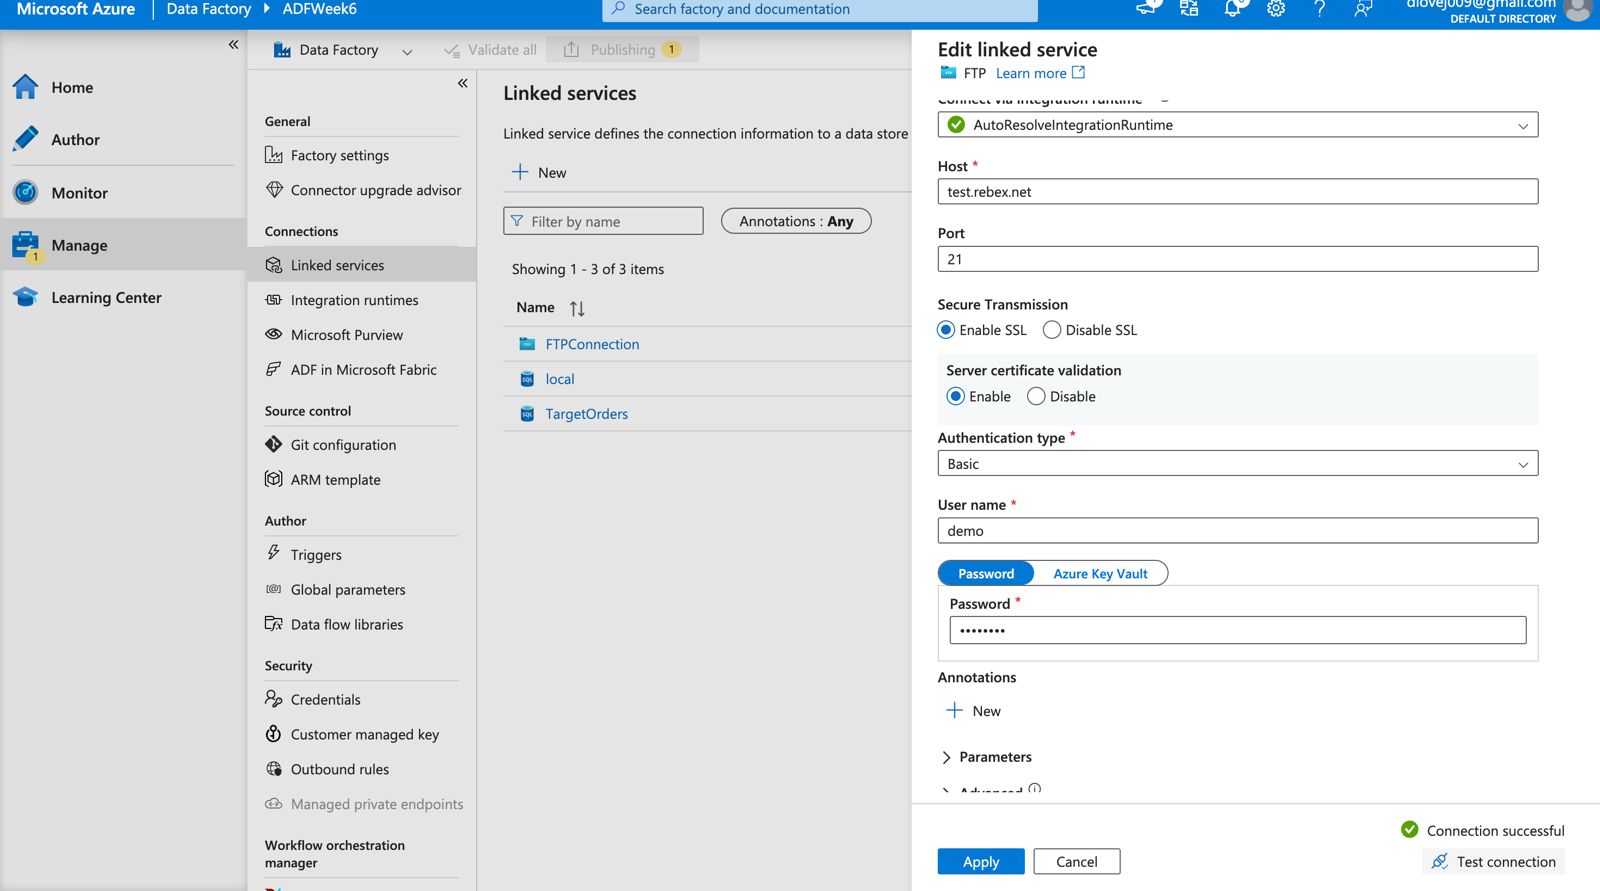 Microsoft Azure
Data Factory
ADFWeek6
Search factory and documentation
dlovej009@gmail.com
DEFAULT DIRECTORY
Home
Author
Monitor
Manage
1
Learning Center
Data Factory
Validate all
Publishing
1
General
Factory settings
Connector upgrade advisor
Connections
Linked services
Integration runtimes
Microsoft Purview
ADF in Microsoft Fabric
Source control
Git configuration
ARM template
Author
Triggers
Global parameters
Data flow libraries
Security
Credentials
Customer managed key
Outbound rules
Managed private endpoints
Workflow orchestration
manager
Linked services
Linked service defines the connection information to a data store
New
Filter by name
Annotations : Any
Showing 1 - 3 of 3 items
Name
FTPConnection
local
TargetOrders
Edit linked service
FTP Learn more
Connect via integration runtime
AutoResolveIntegrationRuntime
Host *
test.rebex.net
Port
21
Secure Transmission
Enable SSL Disable SSL
Server certificate validation
Enable Disable
Authentication type *
Basic
User name *
demo
Password Azure Key Vault
Password *
••••••••
Annotations
New
Parameters
Advanced
Connection successful
Apply Cancel Test connection